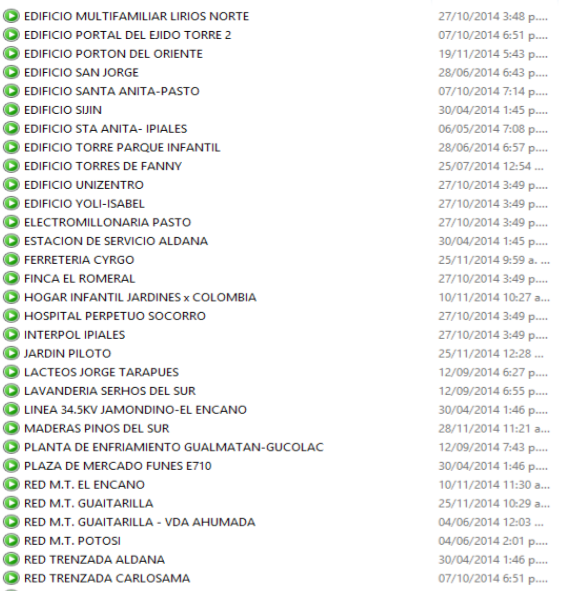 EDIFICIO MULTIFAMILIAR LIRIOS NORTE 27/10/2014 3:48 p....
EDIFICIO PORTAL DEL EJIDO TORRE 2 07/10/2014 6:51 p....
EDIFICIO PORTON DEL ORIENTE 19/11/2014 5:43 p....
EDIFICIO SAN JORGE 28/06/2014 6:43 p....
EDIFICIO SANTA ANITA-PASTO 07/10/2014 7:14 p....
EDIFICIO SIJIN 30/04/2014 1:45 p....
EDIFICIO STA ANITA- IPIALES 06/05/2014 7:08 p....
EDIFICIO TORRE PARQUE INFANTIL 28/06/2014 6:57 p....
EDIFICIO TORRES DE FANNY 25/07/2014 12:54 ...
EDIFICIO UNIZENTRO 27/10/2014 3:49 p....
EDIFICIO YOLI-ISABEL 27/10/2014 3:49 p....
ELECTROMILLONARIA PASTO 27/10/2014 3:49 p....
ESTACION DE SERVICIO ALDANA 30/04/2014 1:45 p....
FERRETERIA CYRGO 25/11/2014 9:59 a. ...
FINCA EL ROMERAL 27/10/2014 3:49 p....
HOGAR INFANTIL JARDINES x COLOMBIA 10/11/2014 10:27 a...
HOSPITAL PERPETUO SOCORRO 27/10/2014 3:49 p....
INTERPOL IPIALES 27/10/2014 3:49 p....
JARDIN PILOTO 25/11/2014 12:28 ...
LACTEOS JORGE TARAPUES 12/09/2014 6:27 p....
LAVANDERIA SERHOS DEL SUR 12/09/2014 6:55 p....
LINEA 34.5KV JAMONDINO-EL ENCANO 30/04/2014 1:46 p....
MADERAS PINOS DEL SUR 28/11/2014 11:21 a...
PLANTA DE ENFRIAMIENTO GUALMATAN-GUCOLAC 12/09/2014 7:43 p....
PLAZA DE MERCADO FUNES E710 30/04/2014 1:46 p....
RED M.T. EL ENCANO 10/11/2014 11:30 a...
RED M.T. GUAITARILLA 25/11/2014 10:29 a...
RED M.T. GUAITARILLA - VDA AHUMADA 04/06/2014 12:03 ...
RED M.T. POTOSI 04/06/2014 2:01 p....
RED TRENZADA ALDANA 30/04/2014 1:46 p....
RED TRENZADA CARLOSAMA 07/10/2014 6:51 p....